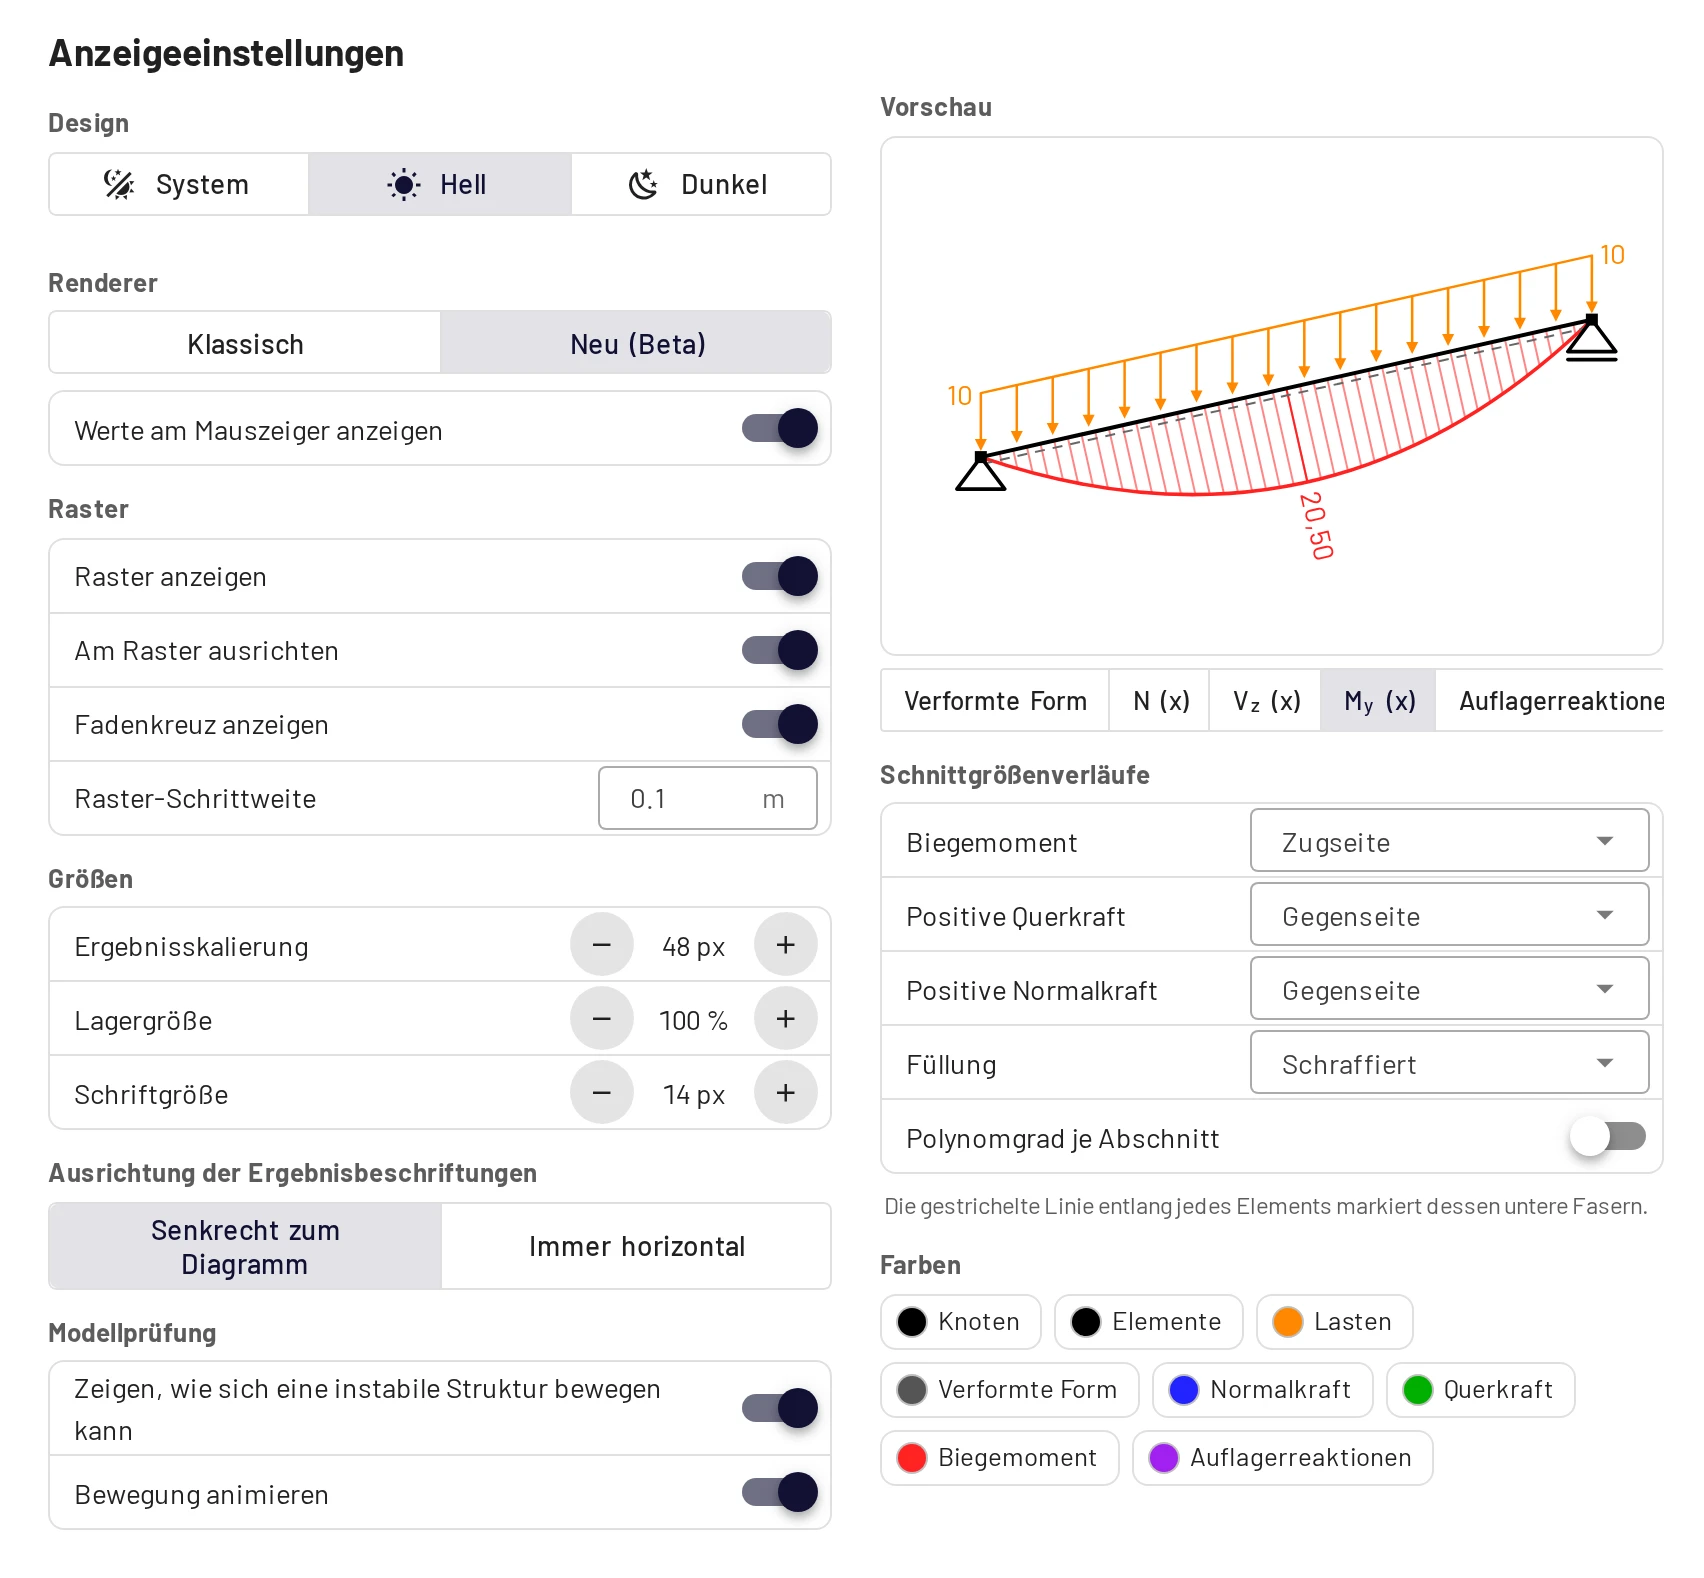 Anzeigeeinstellungen
Design
System
Hell
Dunkel
Renderer
Klassisch
Neu (Beta)
Werte am Mauszeiger anzeigen
Raster
Raster anzeigen
Am Raster ausrichten
Fadenkreuz anzeigen
Raster-Schrittweite
0.1 m
Größen
Ergebnisskalierung
− 48 px +
Lagergröße
− 100 % +
Schriftgröße
− 14 px +
Ausrichtung der Ergebnisbeschriftungen
Senkrecht zum
Diagramm
Immer horizontal
Modellprüfung
Zeigen, wie sich eine instabile Struktur bewegen
kann
Bewegung animieren
Vorschau
10
10
20,50
Verformte Form
N (x)
Vz (x)
My (x)
Auflagerreaktione
Schnittgrößenverläufe
Biegemoment
Zugseite
Positive Querkraft
Gegenseite
Positive Normalkraft
Gegenseite
Füllung
Schraffiert
Polynomgrad je Abschnitt
Die gestrichelte Linie entlang jedes Elements markiert dessen untere Fasern.
Farben
Knoten
Elemente
Lasten
Verformte Form
Normalkraft
Querkraft
Biegemoment
Auflagerreaktionen